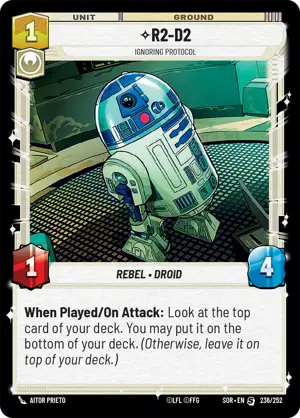 UNIT
GROUND
1
R2-D2
IGNORING PROTOCOL
1
REBEL • DROID
4
When Played/On Attack: Look at the top
card of your deck. You may put it on the
bottom of your deck. (Otherwise, leave it on
top of your deck.)
AITOR PRIETO
©LFL ©FFG
SOR • EN
236/252